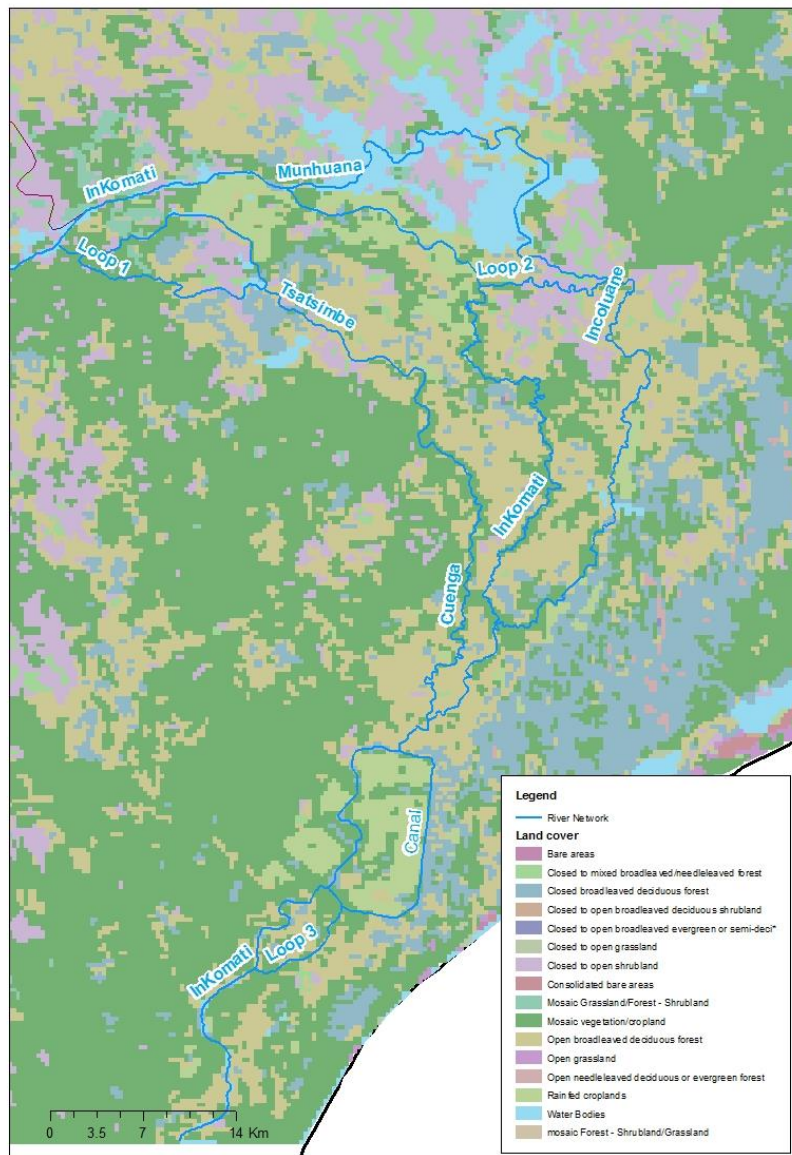 Munhuana
InKomati
Loop 1
Loop 2
Tsatsimbe
Incoluane
InKomati
Cuenga
Canal
Loop 3
InKomati
0 3.5 7 14 Km
Legend
River Network
Land cover
Bare areas
Closed to mixed broadleaved/needleleaved forest
Closed broadleaved deciduous forest
Closed to open broadleaved deciduous shrubland
Closed to open broadleaved evergreen or semi-deci*
Closed to open grassland
Closed to open shrubland
Consolidated bare areas
Mosaic Grassland/Forest - Shrubland
Mosaic vegetation/cropland
Open broadleaved deciduous forest
Open grassland
Open needleleaved deciduous or evergreen forest
Rainfed croplands
Water Bodies
mosaic Forest - Shrubland/Grassland